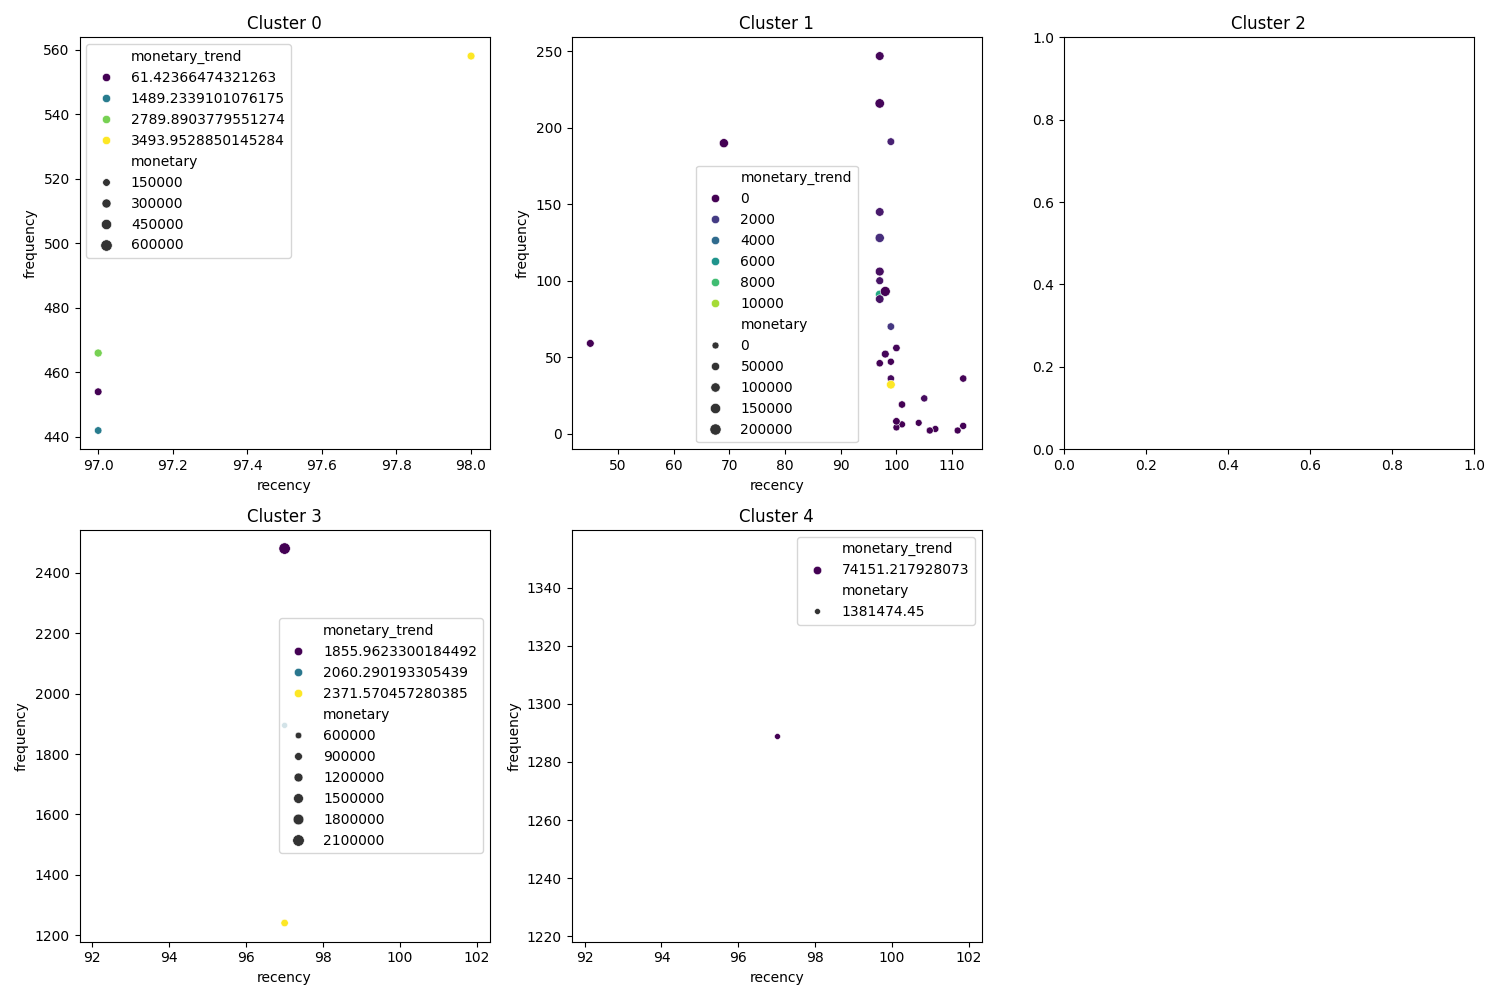 Cluster 0
560
540
520
500
480
460
440
frequency
monetary_trend
61.42366474321263
1489.2339101076175
2789.8903779551274
3493.9528850145284
monetary
150000
300000
450000
600000
97.0 97.2 97.4 97.6 97.8 98.0
recency
Cluster 1
250
200
150
100
50
0
frequency
monetary_trend
0
2000
4000
6000
8000
10000
monetary
0
50000
100000
150000
200000
50 60 70 80 90 100 110
recency
Cluster 2
1.0
0.8
0.6
0.4
0.2
0.0
0.0 0.2 0.4 0.6 0.8 1.0
Cluster 3
2400
2200
2000
1800
1600
1400
1200
frequency
monetary_trend
1855.9623300184492
2060.290193305439
2371.570457280385
monetary
600000
900000
1200000
1500000
1800000
2100000
92 94 96 98 100 102
recency
Cluster 4
1340
1320
1300
1280
1260
1240
1220
frequency
monetary_trend
74151.217928073
monetary
1381474.45
92 94 96 98 100 102
recency